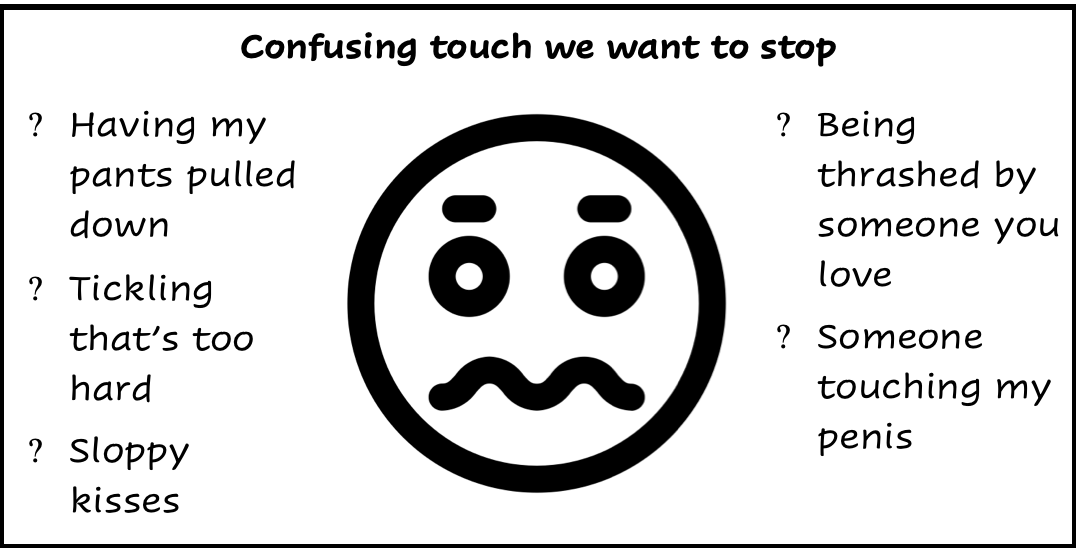 Confusing touch we want to stop
? Having my
pants pulled
down
? Tickling
that’s too
hard
? Sloppy
kisses
? Being
thrashed by
someone you
love
? Someone
touching my
penis